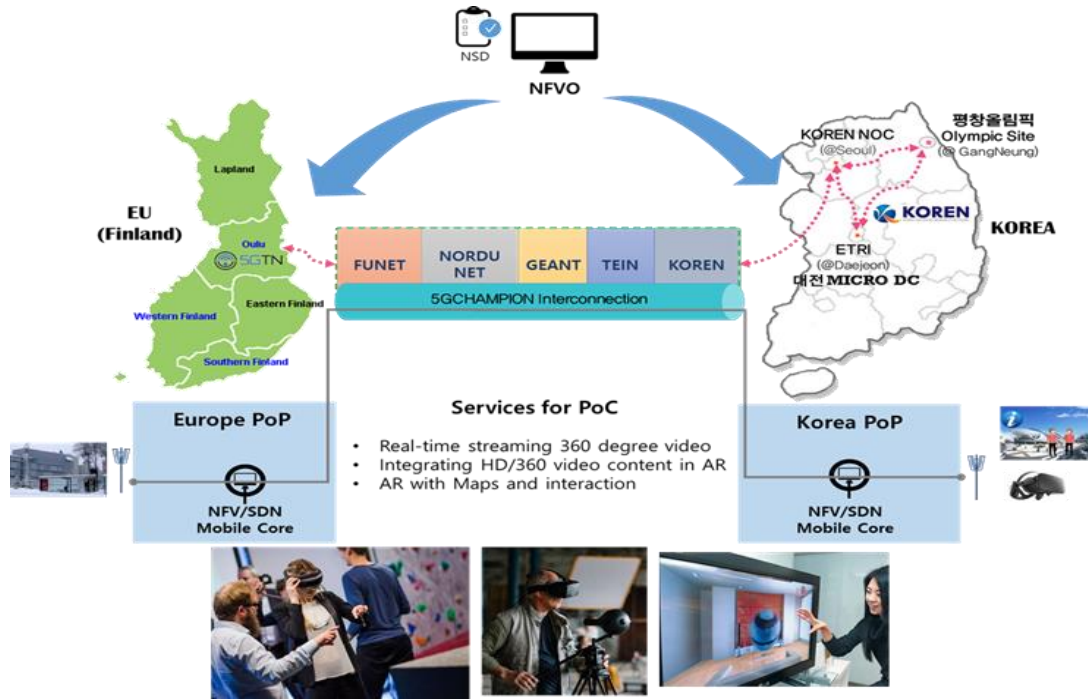 NSD
NFVO
평창올림픽
Olympic Site
(@ GangNeung)
KOREN NOC
(@Seoul)
KOREN
KOREA
ETRI
(@Daejeon)
대전 MICRO DC
Lapland
EU
(Finland)
Oulu
5GTN
Eastern Finland
Western Finland
Southern Finland
FUNET
NORDU
NET
GEANT
TEIN
KOREN
5GCHAMPION Interconnection
Europe PoP
NFV/SDN
Mobile Core
Services for PoC
• Real-time streaming 360 degree video
• Integrating HD/360 video content in AR
• AR with Maps and interaction
Korea PoP
NFV/SDN
Mobile Core